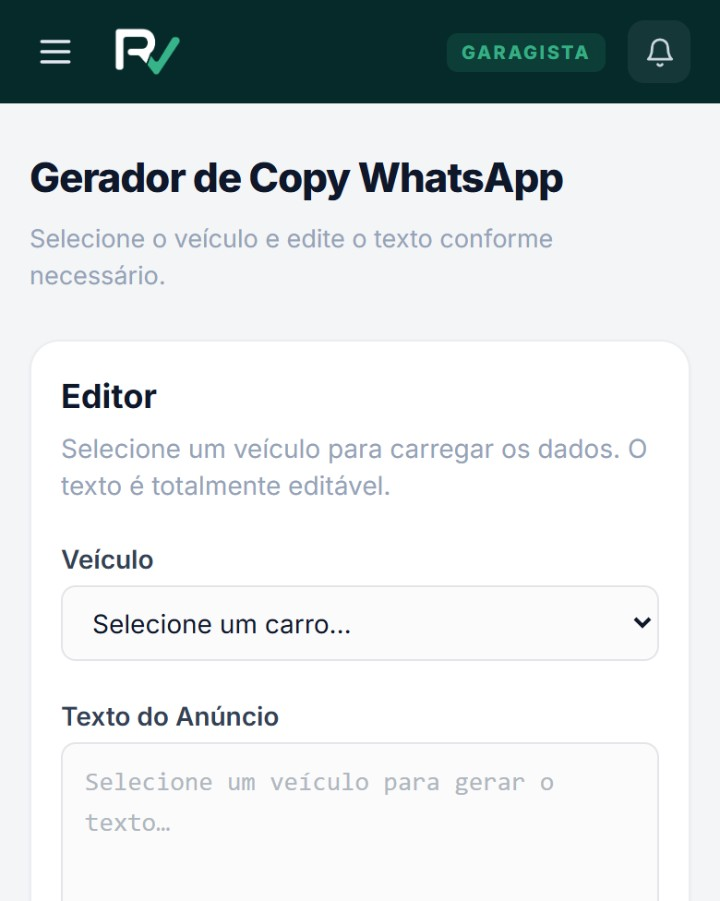 RV
GARAGISTA
Gerador de Copy WhatsApp
Selecione o veículo e edite o texto conforme
necessário.
Editor
Selecione um veículo para carregar os dados. O
texto é totalmente editável.
Veículo
Selecione um carro...
Texto do Anúncio
Selecione um veículo para gerar o
texto…